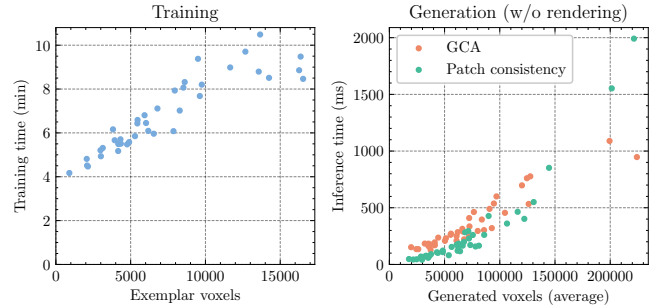 Training
Training time (min)
10
8
6
4
2
0
0 5000 10000 15000
Exemplar voxels
Generation (w/o rendering)
GCA
Patch consistency
Inference time (ms)
2000
1500
1000
500
0
0 50000 100000 150000 200000
Generated voxels (average)